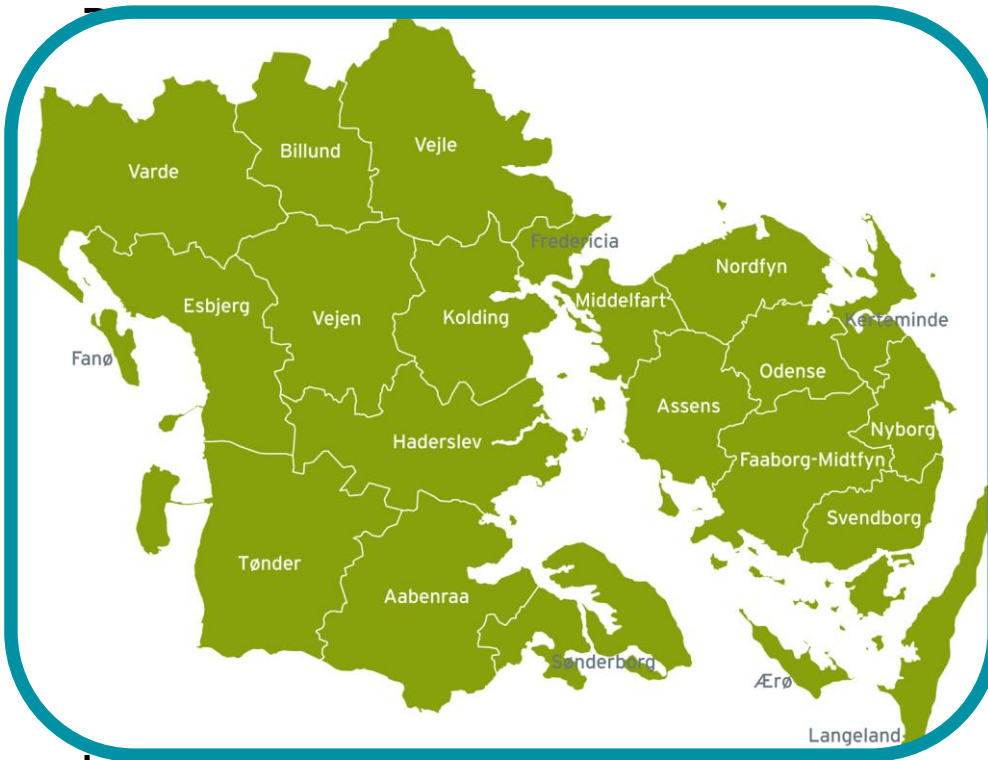 Vejle
Billund
Varde
Fredericia
Nordfyn
Middelfart
Esbjerg
Vejen
Kolding
Kerteminde
Fanø
Odense
Assens
Nyborg
Haderslev
Faaborg-Midtfyn
Svendborg
Tønder
Aabenraa
Sønderborg
Ærø
Langeland